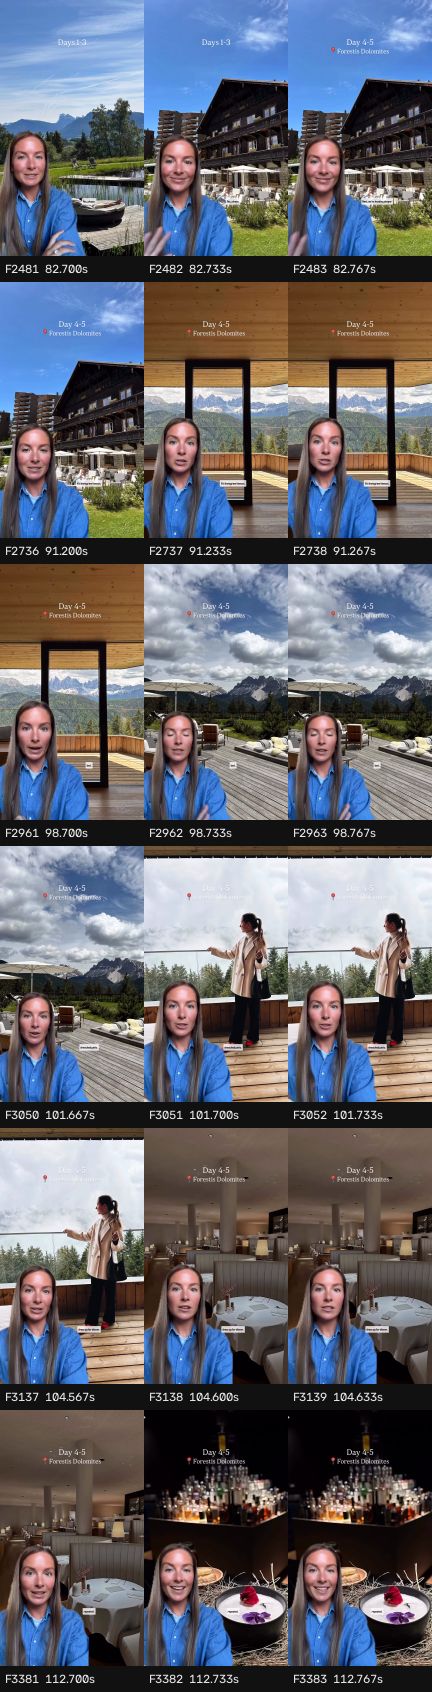 Days 1-3
Days 1-3
Day 4-5
📍 Forestis Dolomites
F2481 82.700s
F2482 82.733s
F2483 82.767s
Day 4-5
📍 Forestis Dolomites
Day 4-5
📍 Forestis Dolomites
Day 4-5
📍 Forestis Dolomites
F2736 91.200s
F2737 91.233s
F2738 91.267s
Day 4-5
📍 Forestis Dolomites
Day 4-5
📍 Forestis Dolomites
Day 4-5
📍 Forestis Dolomites
F2961 98.700s
F2962 98.733s
F2963 98.767s
Day 4-5
📍 Forestis Dolomites
Day 4-5
Day 4-5
F3050 101.667s
F3051 101.700s
F3052 101.733s
Day 4-5
Day 4-5
📍 Forestis Dolomites
Day 4-5
📍 Forestis Dolomites
F3137 104.567s
F3138 104.600s
F3139 104.633s
Day 4-5
📍 Forestis Dolomites
Day 4-5
📍 Forestis Dolomites
Day 4-5
📍 Forestis Dolomites
F3381 112.700s
F3382 112.733s
F3383 112.767s